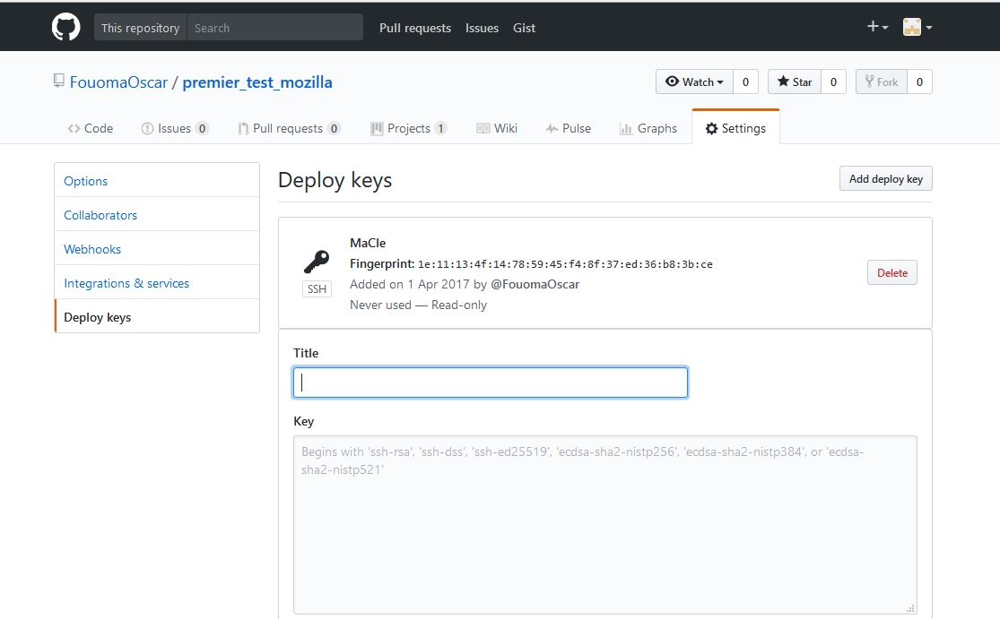 This repository Search Pull requests Issues Gist
FouomaOscar / premier_test_mozilla Watch 0 Star 0 Fork 0
Code Issues 0 Pull requests 0 Projects 1 Wiki Pulse Graphs Settings
Options
Collaborators
Webhooks
Integrations & services
Deploy keys
Deploy keys Add deploy key
MaCle
Fingerprint: 1e:11:13:4f:14:78:59:45:f4:8f:37:ed:36:b8:3b:ce
SSH
Added on 1 Apr 2017 by @FouomaOscar
Never used — Read-only
Delete
Title
Key
Begins with 'ssh-rsa', 'ssh-dss', 'ssh-ed25519', 'ecdsa-sha2-nistp256', 'ecdsa-sha2-nistp384', or 'ecdsa-
sha2-nistp521'